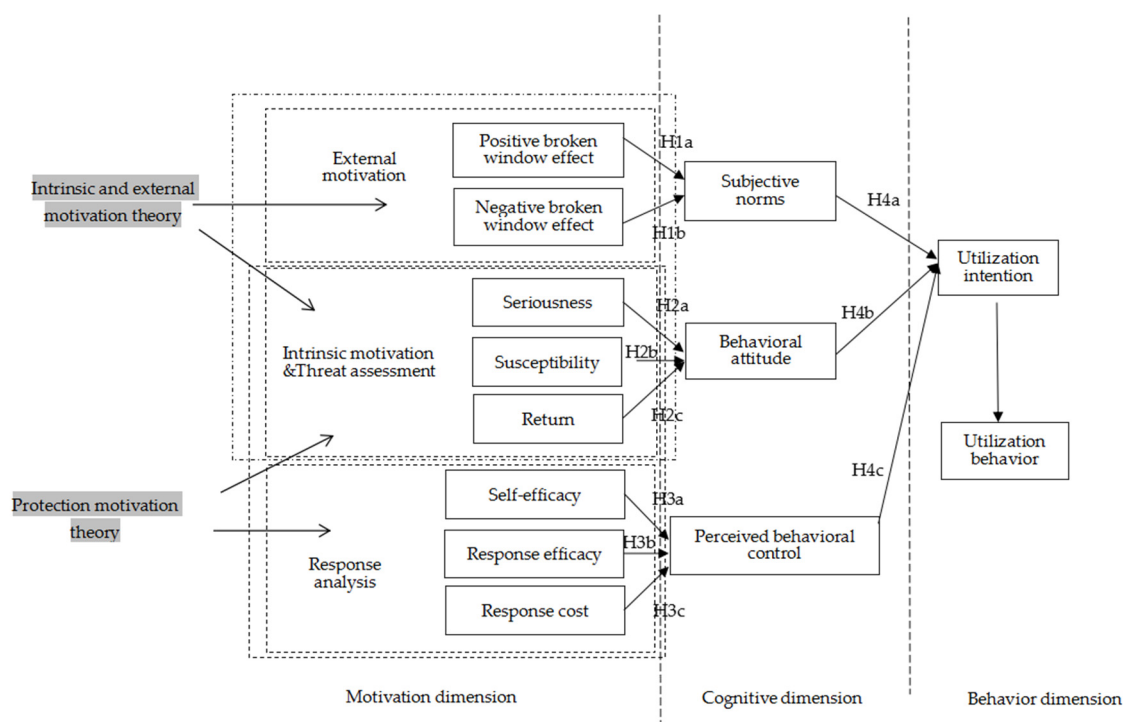 Intrinsic and external
motivation theory
Protection motivation
theory
External
motivation
Intrinsic motivation
&Threat assessment
Response
analysis
Positive broken
window effect
Negative broken
window effect
Seriousness
Susceptibility
Return
Self-efficacy
Response efficacy
Response cost
H1a
H1b
H2a
H2b
H2c
H3a
H3b
H3c
Subjective
norms
Behavioral
attitude
Perceived behavioral
control
H4a
H4b
H4c
Utilization
intention
Utilization
behavior
Motivation dimension
Cognitive dimension
Behavior dimension